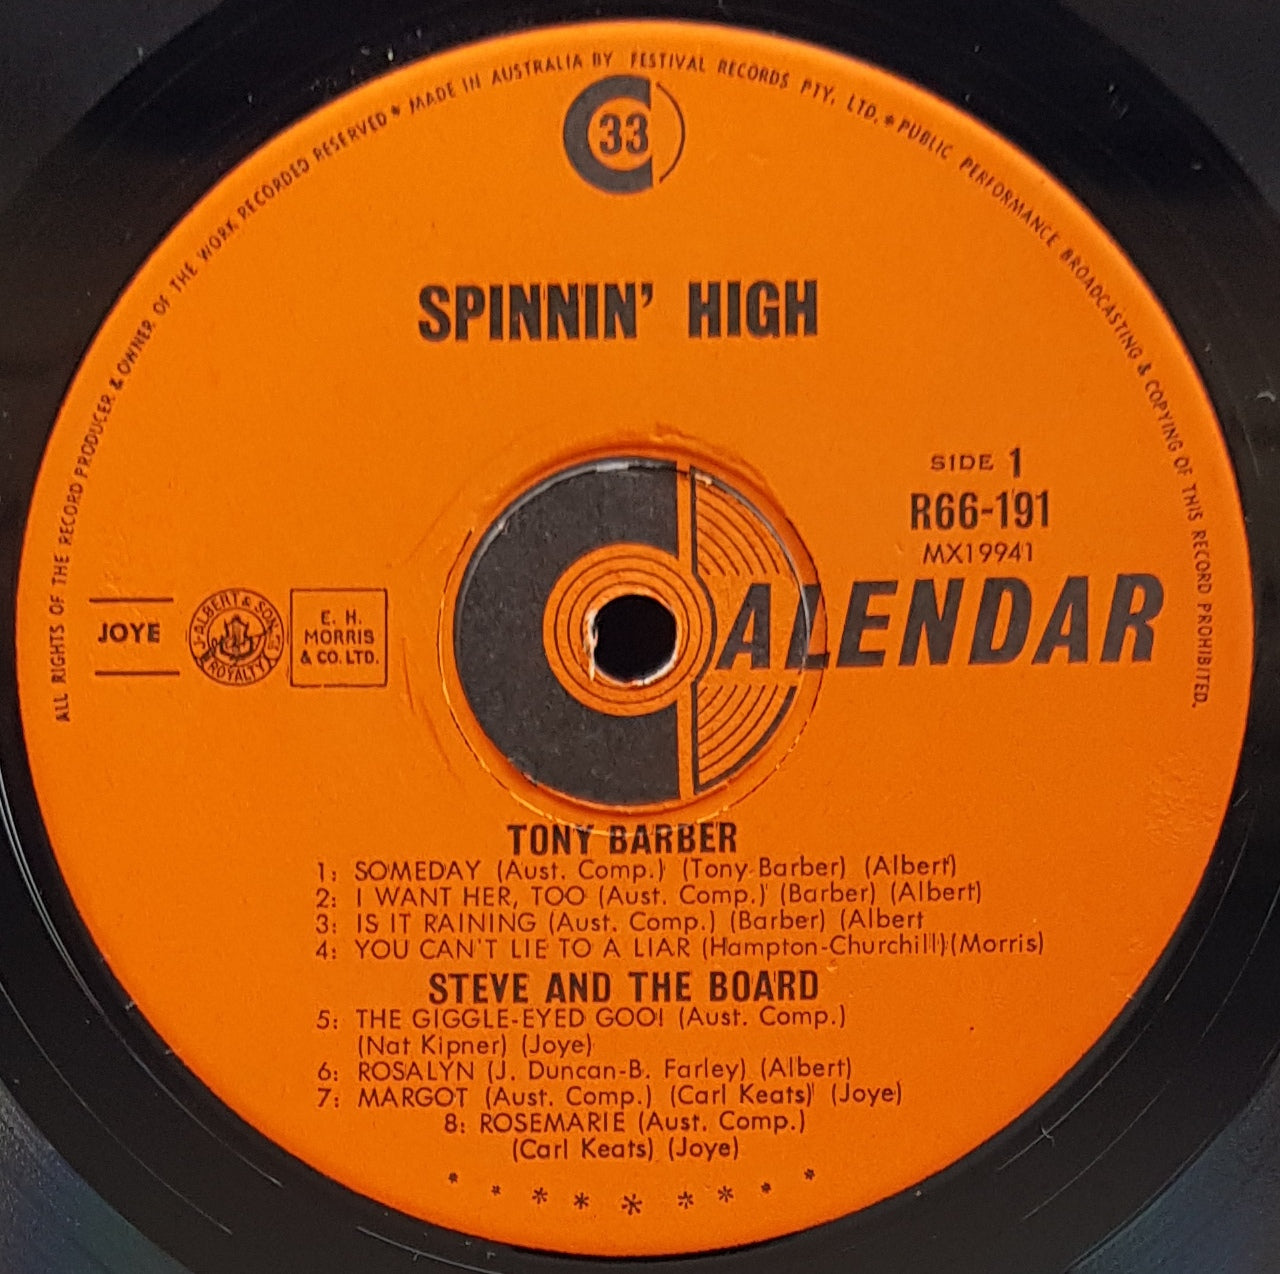 ALL RIGHTS OF THE RECORD PRODUCER & OWNER OF THE WORK RECORDED RESERVED * MADE IN AUSTRALIA BY FESTIVAL RECORDS PTY. LTD. * PUBLIC PERFORMANCE BROADCASTING & COPYING OF THIS RECORD PROHIBITED.
33
SPINNIN' HIGH
SIDE 1
R66-191
MX19941
CALENDAR
JOYE
J. ALBERT & SON
ROYALTY
E. H.
MORRIS
& CO. LTD.
TONY BARBER
1: SOMEDAY (Aust. Comp.) (Tony Barber) (Albert)
2: I WANT HER, TOO (Aust. Comp.) (Barber) (Albert)
3: IS IT RAINING (Aust. Comp.) (Barber) (Albert
4: YOU CAN'T LIE TO A LIAR (Hampton-Churchill) (Morris)
STEVE AND THE BOARD
5: THE GIGGLE-EYED GOO! (Aust. Comp.)
(Nat Kipner) (Joye)
6: ROSALYN (J. Duncan-B. Farley) (Albert)
7: MARGOT (Aust. Comp.) (Carl Keats) (Joye)
8: ROSEMARIE (Aust. Comp.)
(Carl Keats) (Joye)
* * * * * * * * *